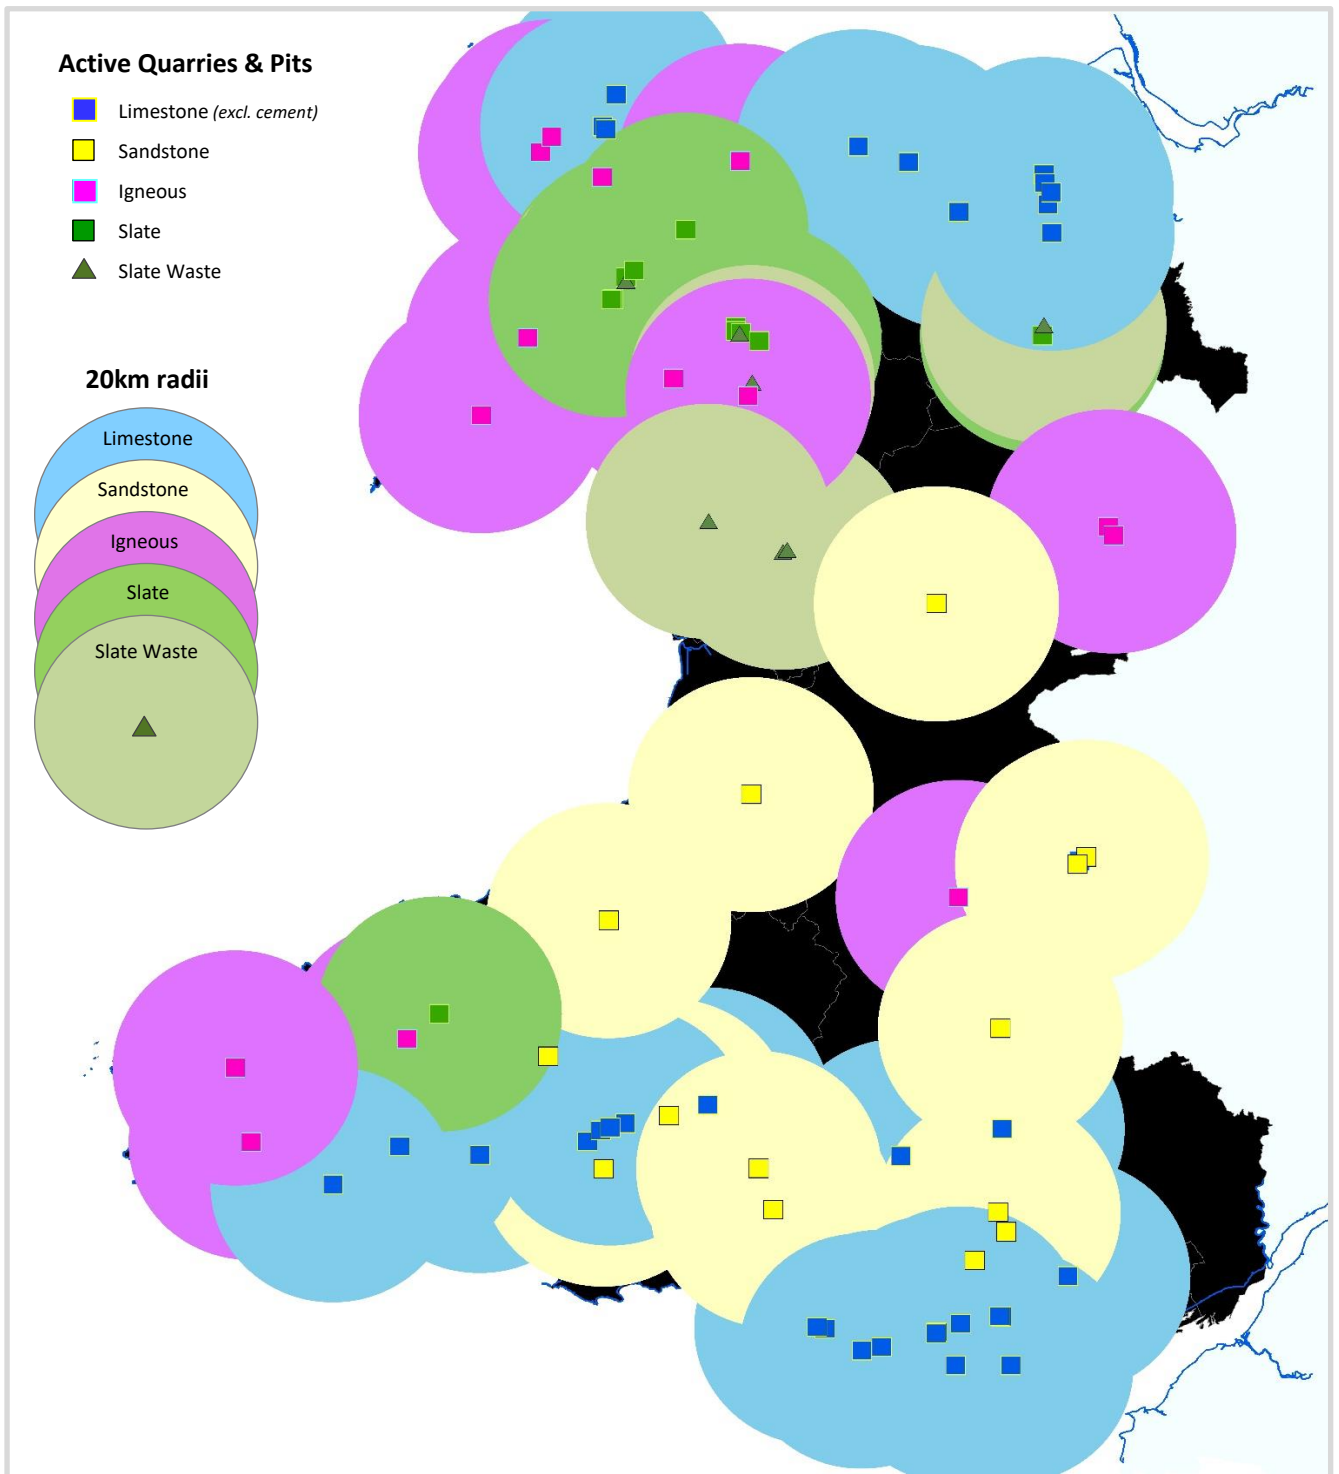 Active Quarries & Pits
Limestone (excl. cement)
Sandstone
Igneous
Slate
Slate Waste
20km radii
Limestone
Sandstone
Igneous
Slate
Slate Waste